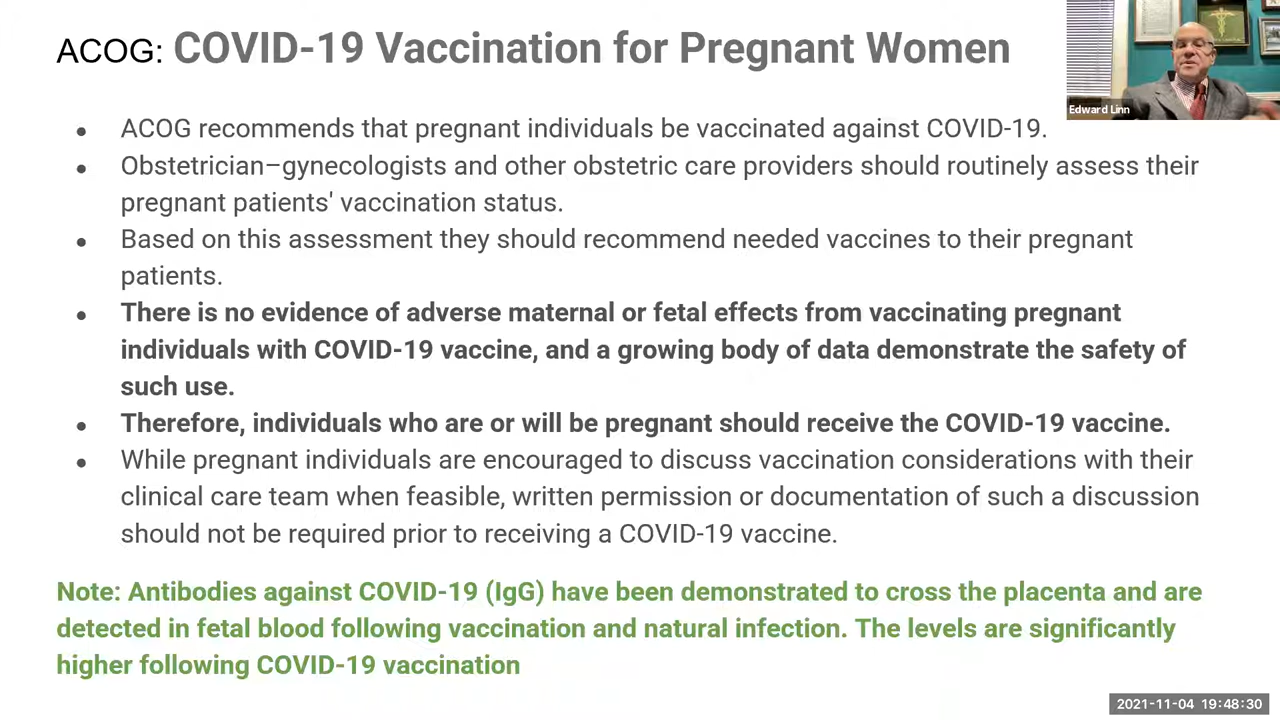 ACOG: COVID-19 Vaccination for Pregnant Women
Edward Linn
● ACOG recommends that pregnant individuals be vaccinated against COVID-19.
● Obstetrician–gynecologists and other obstetric care providers should routinely assess their
pregnant patients' vaccination status.
● Based on this assessment they should recommend needed vaccines to their pregnant
patients.
● There is no evidence of adverse maternal or fetal effects from vaccinating pregnant
individuals with COVID-19 vaccine, and a growing body of data demonstrate the safety of
such use.
● Therefore, individuals who are or will be pregnant should receive the COVID-19 vaccine.
● While pregnant individuals are encouraged to discuss vaccination considerations with their
clinical care team when feasible, written permission or documentation of such a discussion
should not be required prior to receiving a COVID-19 vaccine.
Note: Antibodies against COVID-19 (IgG) have been demonstrated to cross the placenta and are
detected in fetal blood following vaccination and natural infection. The levels are significantly
higher following COVID-19 vaccination
2021-11-04 19:48:30